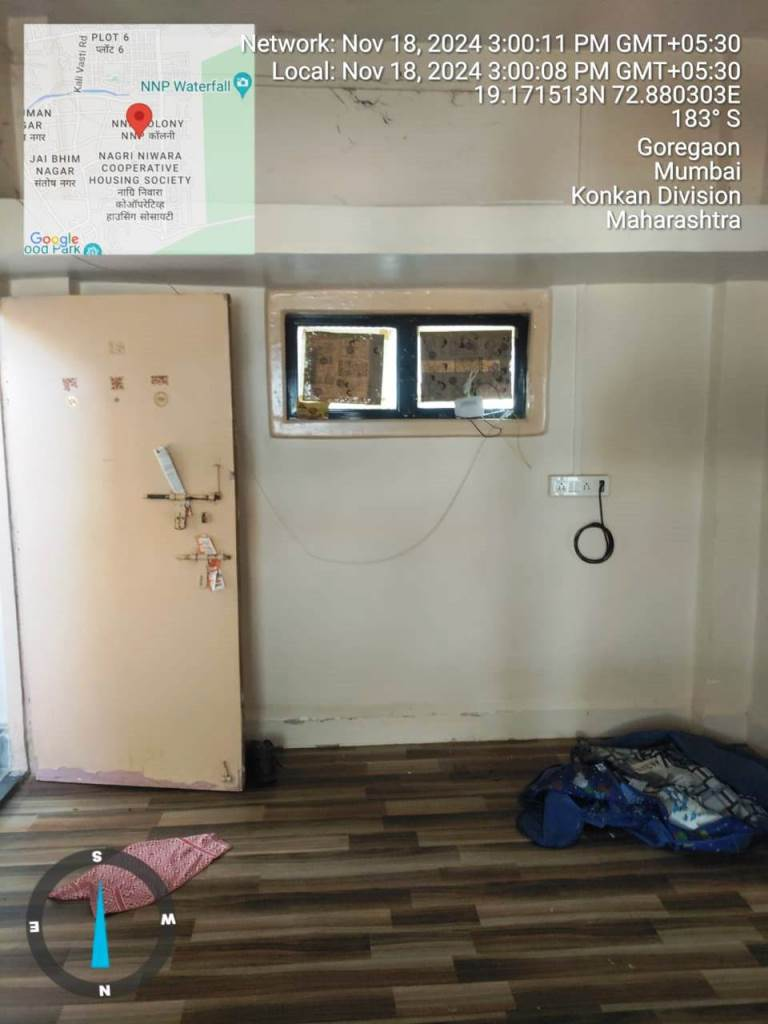 Network: Nov 18, 2024 3:00:11 PM GMT+05:30
Local: Nov 18, 2024 3:00:08 PM GMT+05:30
19.171513N 72.880303E
183° S
Goregaon
Mumbai
Konkan Division
Maharashtra
PLOT 6
प्लॉट 6
Kali Vasti Rd
NNP Waterfall
NNP COLONY
NNP कॉलनी
JAI BHIM
NAGAR
संतोष नगर
NAGRI NIWARA
COOPERATIVE
HOUSING SOCIETY
नाग्रि निवारा
कोऑपरेटिव्ह
हाउसिंग सोसायटी
Google
S
E
W
N